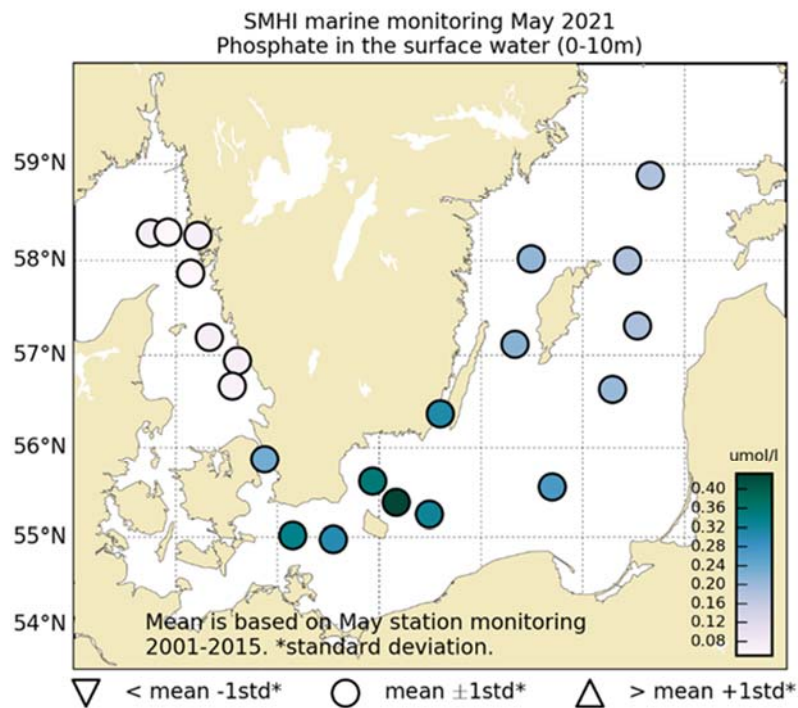 SMHI marine monitoring May 2021
Phosphate in the surface water (0-10m)
59°N
58°N
57°N
56°N
55°N
54°N
umol/l
0.40
0.36
0.32
0.28
0.24
0.20
0.16
0.12
0.08
Mean is based on May station monitoring
2001-2015. *standard deviation.
< mean -1std* mean ±1std* > mean +1std*